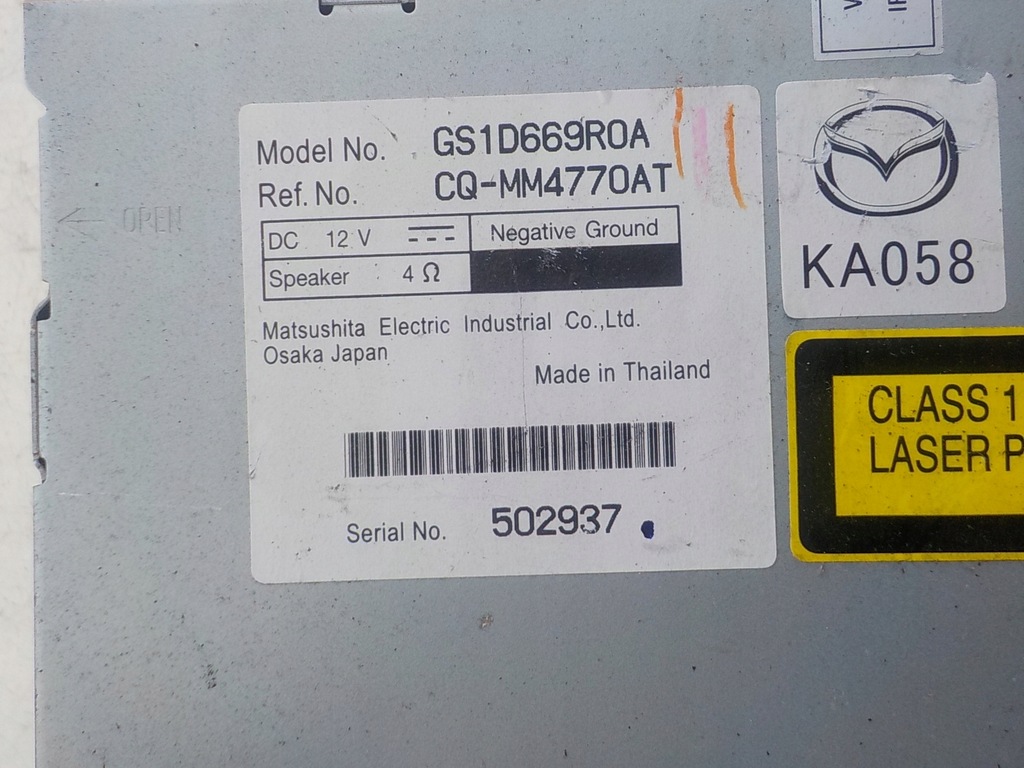 Model No. GS1D669R0A
Ref. No. CQ-MM4770AT
DC 12 V Negative Ground
Speaker 4 Ω
Matsushita Electric Industrial Co.,Ltd.
Osaka Japan
Made in Thailand
Serial No. 502937
OPEN
KA058
CLASS 1
LASER P